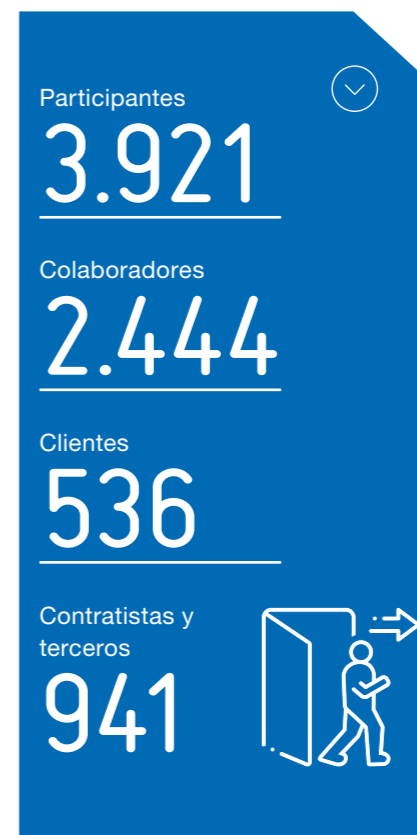 Participantes
3.921
Colaboradores
2.444
Clientes
536
Contratistas y
terceros
941